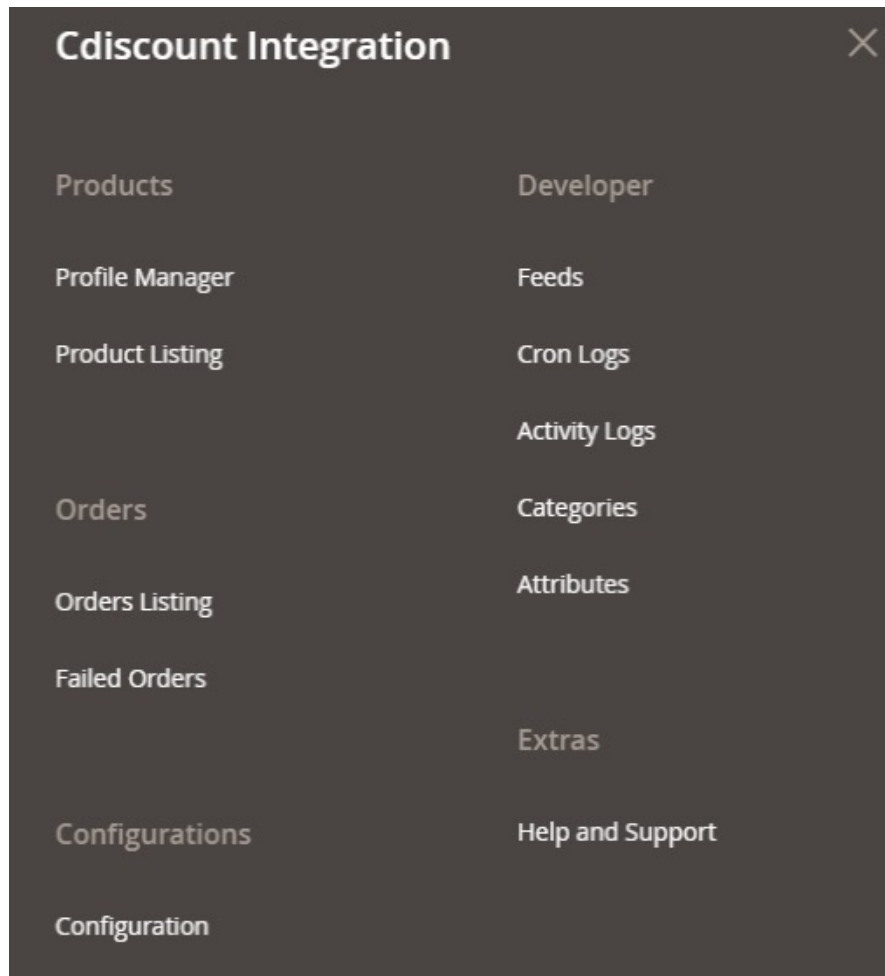 Cdiscount Integration
Products
Profile Manager
Product Listing
Orders
Orders Listing
Failed Orders
Configurations
Configuration
Developer
Feeds
Cron Logs
Activity Logs
Categories
Attributes
Extras
Help and Support